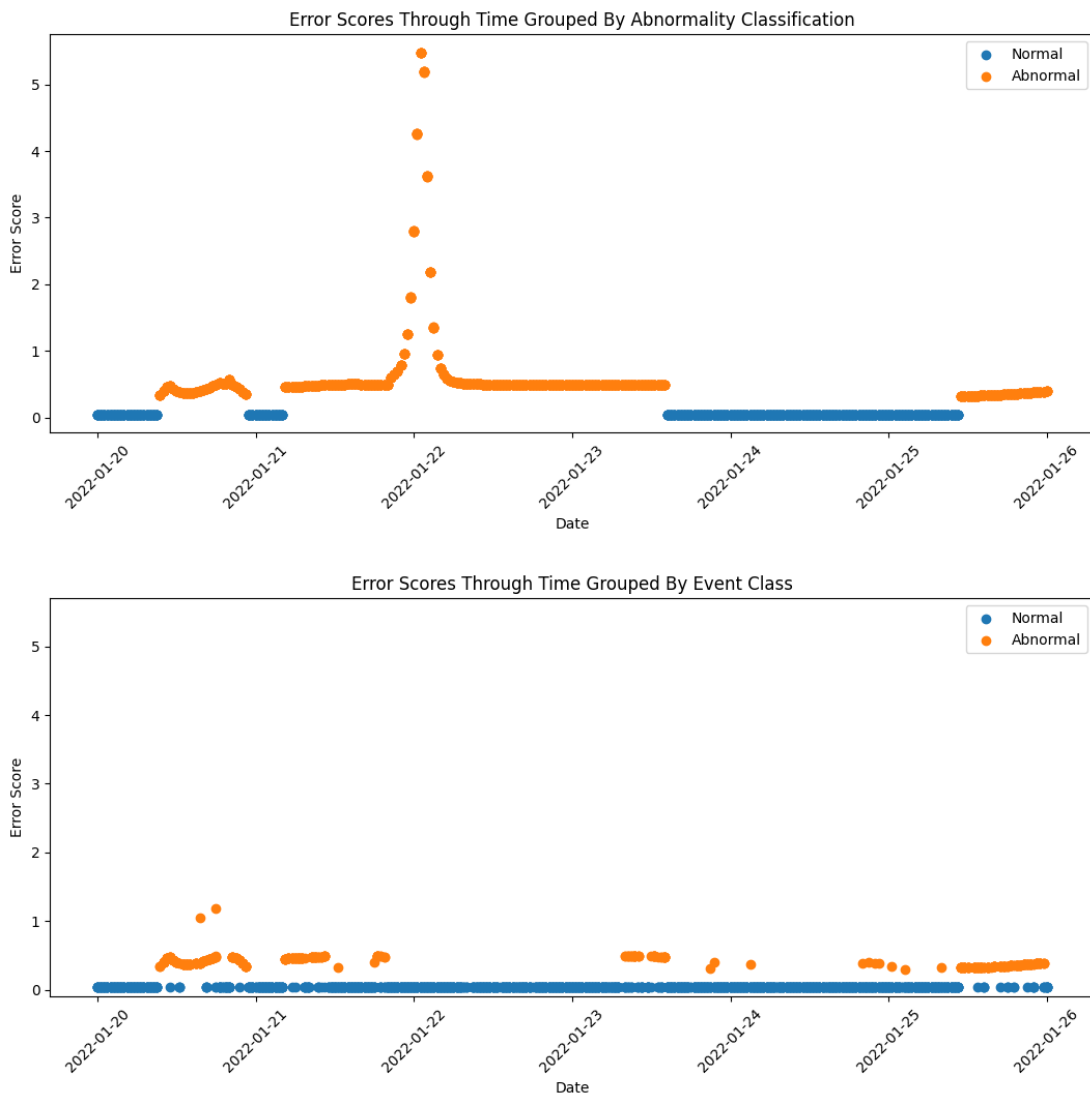 Error Scores Through Time Grouped By Abnormality Classification
Normal
Abnormal
5
4
3
2
1
0
Error Score
2022-01-20
2022-01-21
2022-01-22
2022-01-23
2022-01-24
2022-01-25
2022-01-26
Date
Error Scores Through Time Grouped By Event Class
Normal
Abnormal
5
4
3
2
1
0
Error Score
2022-01-20
2022-01-21
2022-01-22
2022-01-23
2022-01-24
2022-01-25
2022-01-26
Date